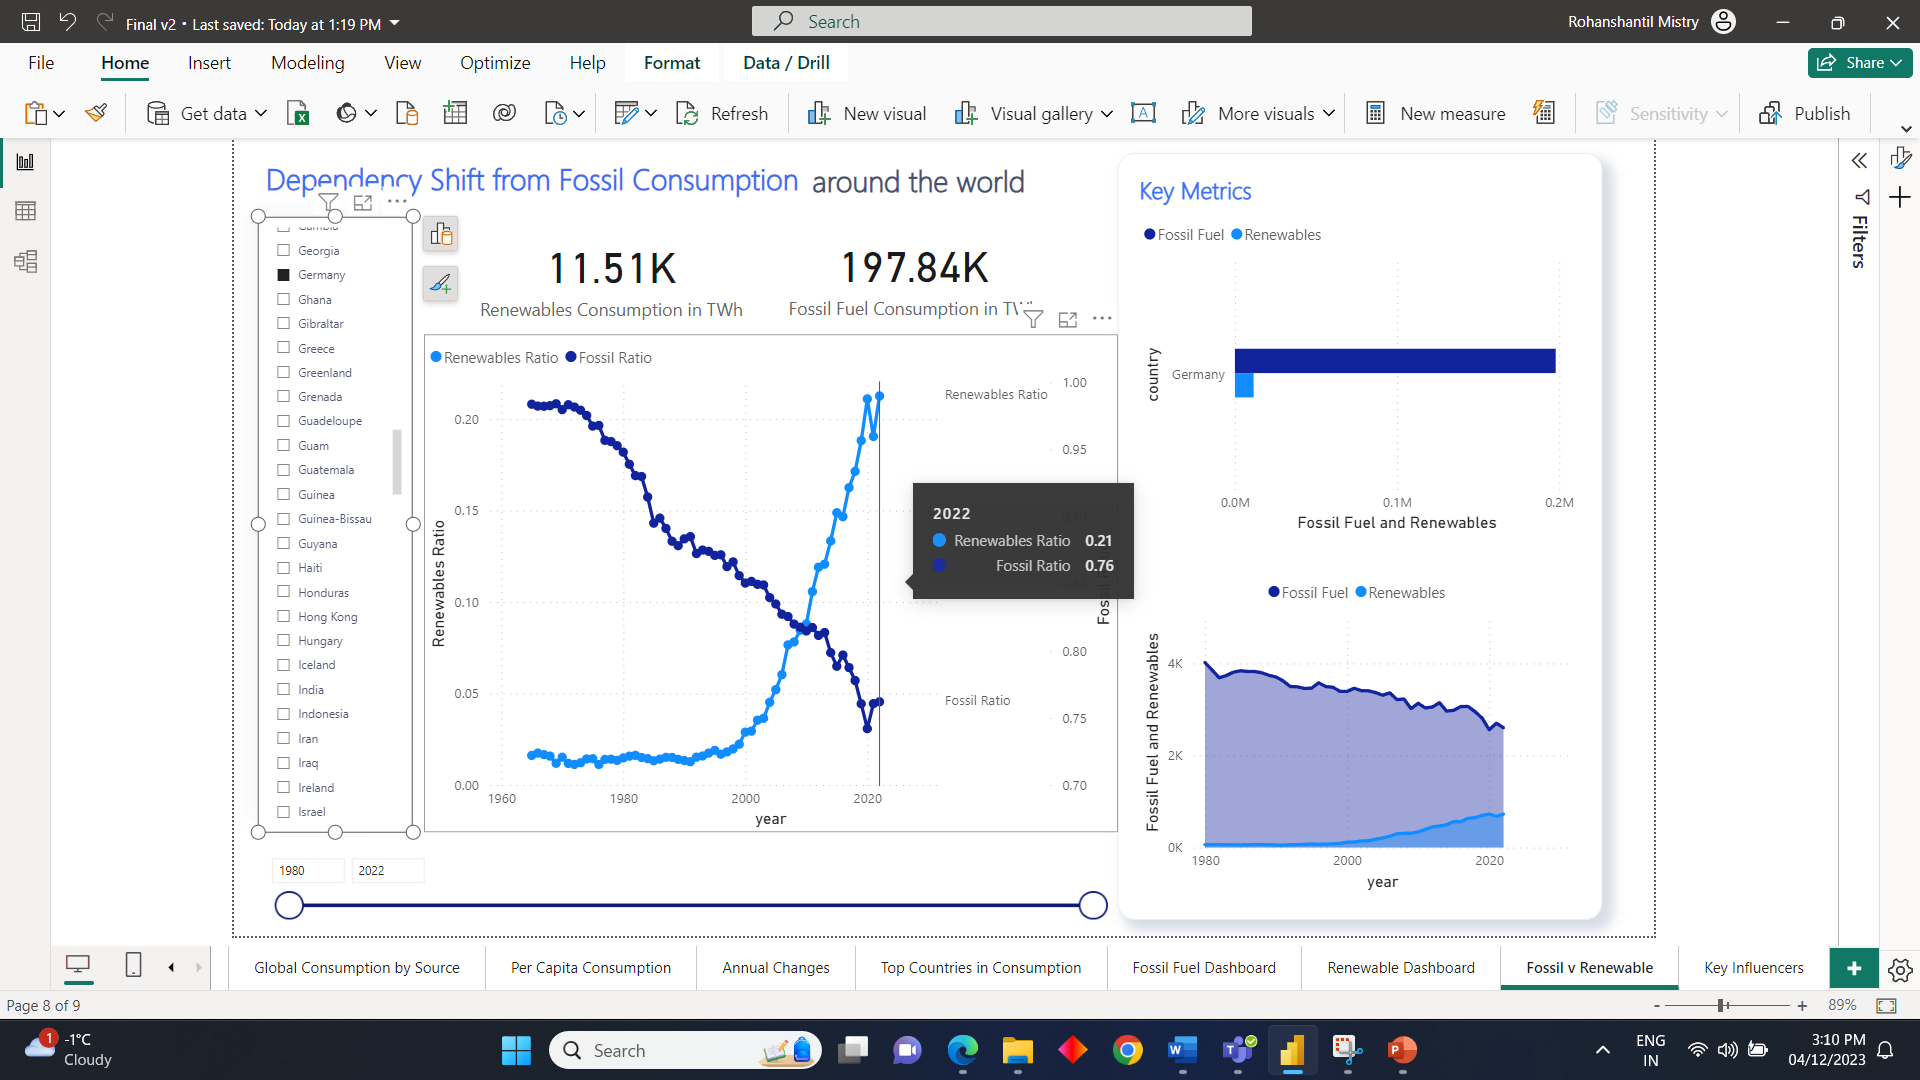 Final v2 • Last saved: Today at 1:19 PM
Search
Rohanshantil Mistry
File
Home
Insert
Modeling
View
Optimize
Help
Format
Data / Drill
Share
Get data
Refresh
New visual
Visual gallery
More visuals
New measure
Sensitivity
Publish
Dependency Shift from Fossil Consumption around the world
Georgia
Germany
Ghana
Gibraltar
Greece
Greenland
Grenada
Guadeloupe
Guam
Guatemala
Guinea
Guinea-Bissau
Guyana
Haiti
Honduras
Hong Kong
Hungary
Iceland
India
Indonesia
Iran
Iraq
Ireland
Israel
11.51K
Renewables Consumption in TWh
197.84K
Fossil Fuel Consumption in
Renewables Ratio
Fossil Ratio
Renewables Ratio
0.20
0.15
0.10
0.05
0.00
1960
1980
2000
2020
year
Renewables Ratio
Fossil Ratio
1.00
0.95
0.80
0.75
0.70
2022
Renewables Ratio 0.21
Fossil Ratio 0.76
1980
2022
Key Metrics
Fossil Fuel
Renewables
country
Germany
0.0M
0.1M
0.2M
Fossil Fuel and Renewables
Fossil Fuel
Renewables
Fossil Fuel and Renewables
4K
2K
0K
1980
2000
2020
year
Filters
Global Consumption by Source
Per Capita Consumption
Annual Changes
Top Countries in Consumption
Fossil Fuel Dashboard
Renewable Dashboard
Fossil v Renewable
Key Influencers
Page 8 of 9
89%
1
-1°C
Cloudy
Search
ENG
IN
3:10 PM
04/12/2023